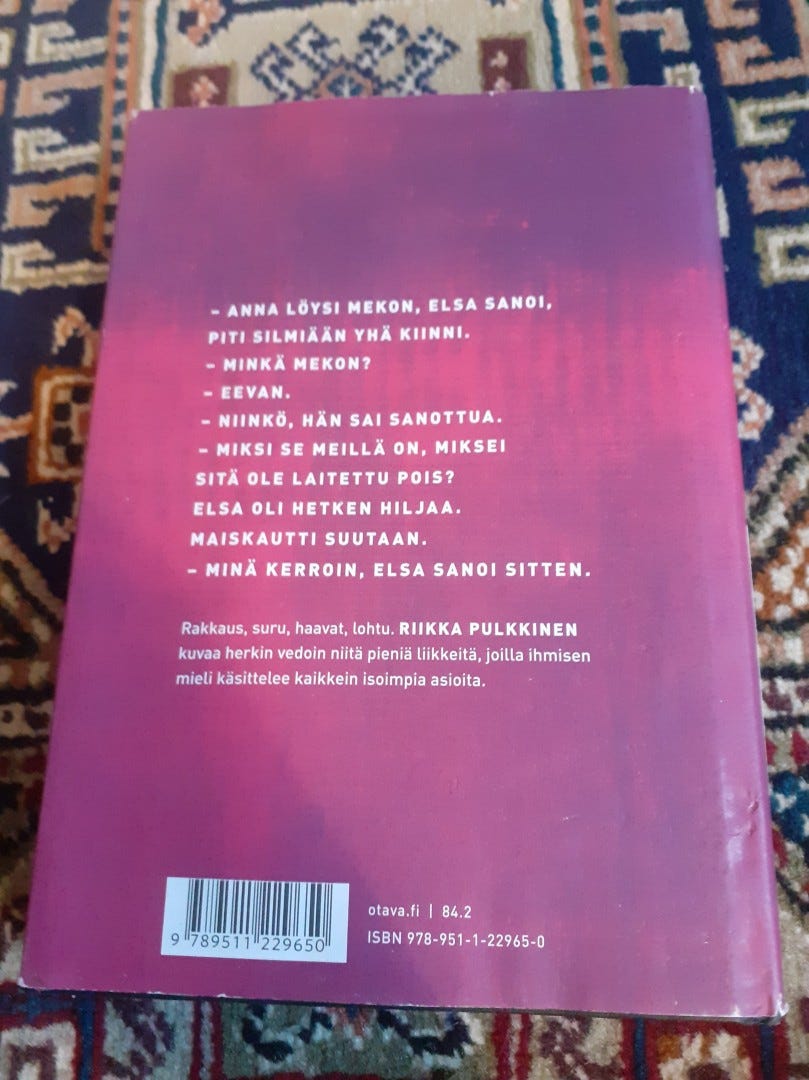 – ANNA LÖYSI MEKON, ELSA SANOI,
PITI SILMIÄÄN YHÄ KIINNI.
– MINKÄ MEKON?
– EEVAN.
– NIINKÖ, HÄN SAI SANOTTUA.
– MIKSI SE MEILLÄ ON, MIKSEI
SITÄ OLE LAITETTU POIS?
ELSA OLI HETKEN HILJAA.
MAISKAUTTI SUUTAAN.
– MINÄ KERROIN, ELSA SANOI SITTEN.
Rakkaus, suru, haavat, lohtu. RIIKKA PULKKINEN
kuvaa herkin vedoin niitä pieniä liikkeitä, joilla ihmisen
mieli käsittelee kaikkein isoimpia asioita.
otava.fi | 84.2
ISBN 978-951-1-22965-0
9 789511 229650